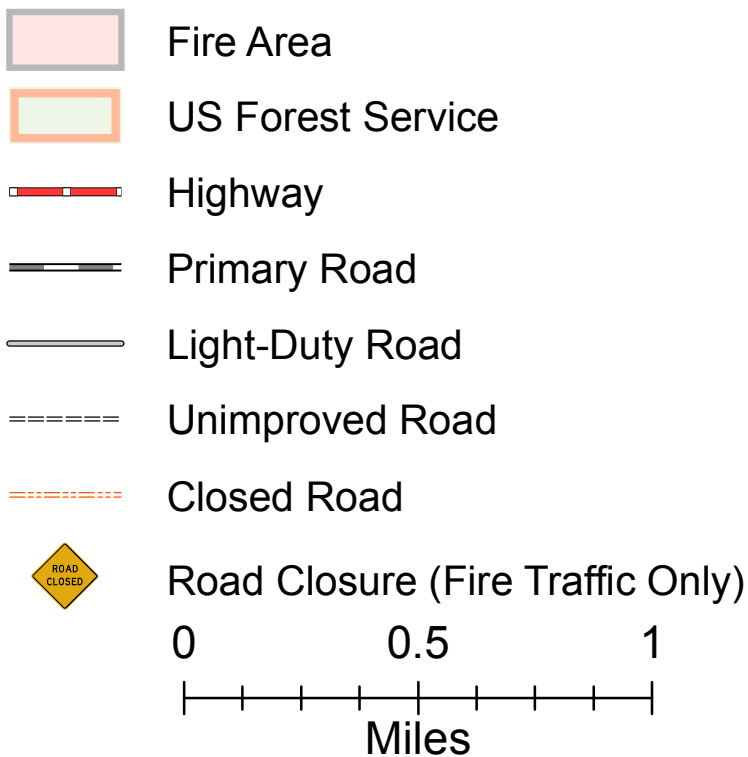 Fire Area
US Forest Service
Highway
Primary Road
Light-Duty Road
Unimproved Road
Closed Road
ROAD
CLOSED
Road Closure (Fire Traffic Only)
0 0.5 1
Miles